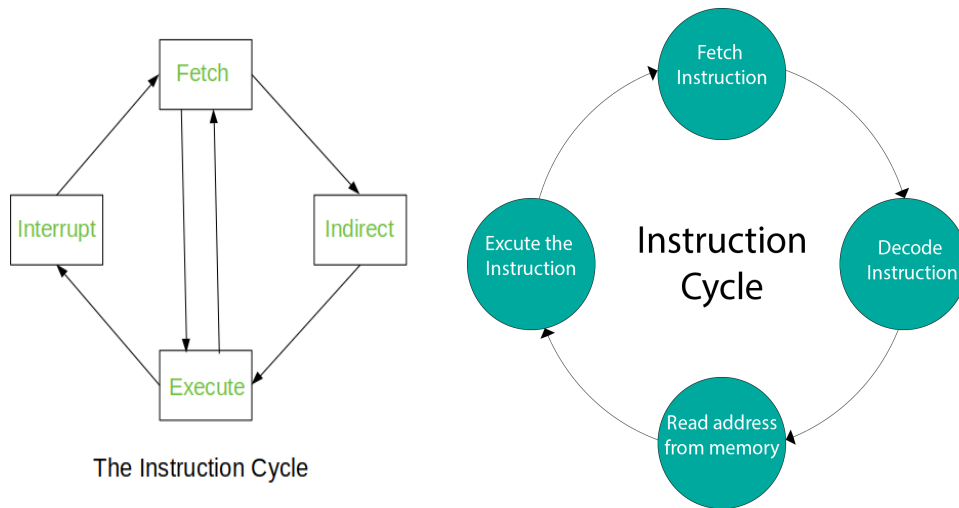 Fetch
Interrupt
Indirect
Execute
The Instruction Cycle
Fetch
Instruction
Decode
Instruction
Read address
from memory
Excute the
Instruction
Instruction
Cycle